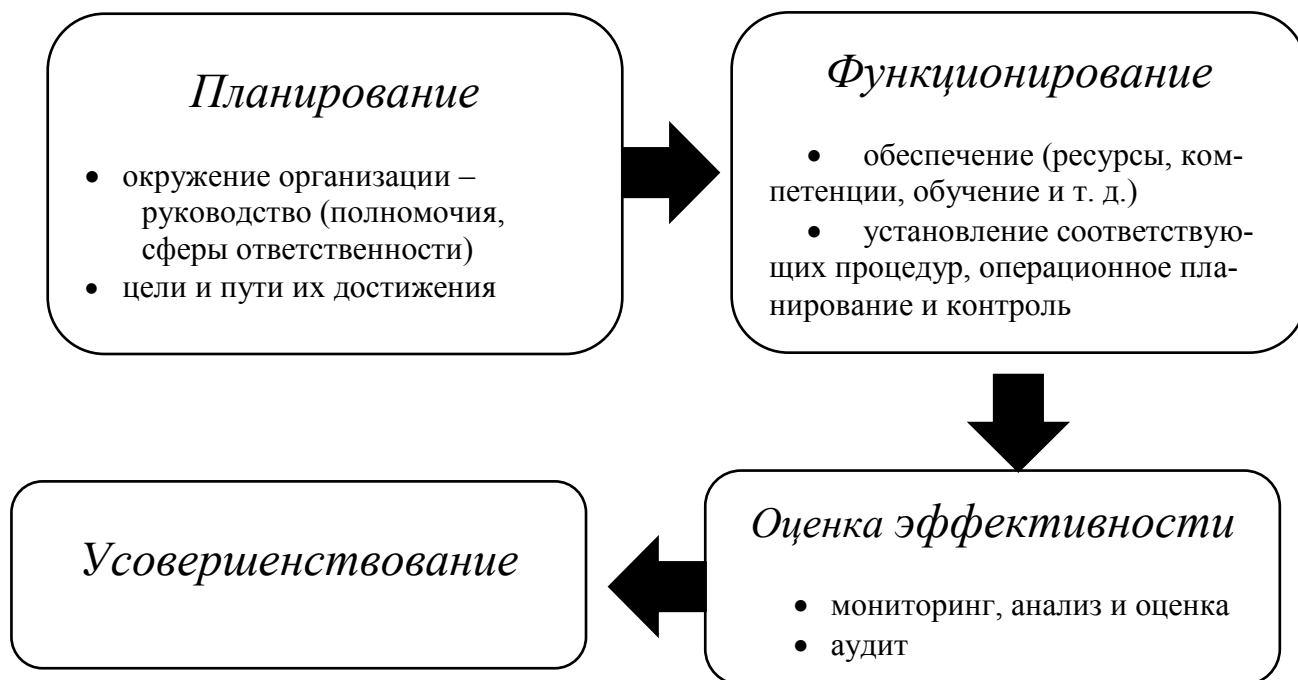 Планирование
• окружение организации –
руководство (полномочия,
сферы ответственности)
• цели и пути их достижения
Функционирование
• обеспечение (ресурсы, ком-
петенции, обучение и т. д.)
• установление соответствую-
щих процедур, операционное пла-
нирование и контроль
Оценка эффективности
• мониторинг, анализ и оценка
• аудит
Усовершенствование